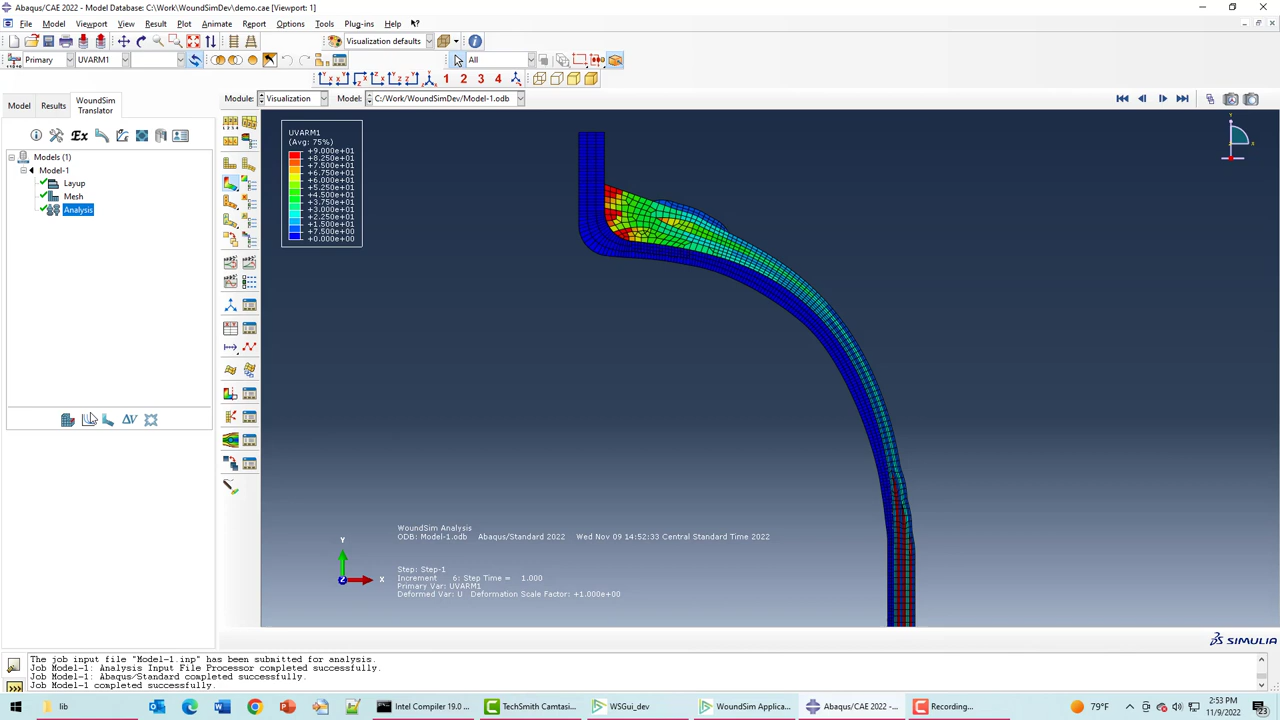 Abaqus/CAE 2022 - Model Database: C:\Work\WoundSimDev\demo.cae [Viewport: 1]
File Model Viewport View Result Plot Animate Report Options Tools Plug-ins Help
Visualization defaults
Primary UVARM1 All
1 2 3 4
Model Results WoundSim Translator
Module: Visualization Model: C:/Work/WoundSimDev/Model-1.odb
Ex
Models (1)
Model-1
Layup
Mesh
Analysis
ΔV
UVARM1
(Avg: 75%)
+9.000e+01
+8.250e+01
+7.500e+01
+6.750e+01
+6.000e+01
+5.250e+01
+4.500e+01
+3.750e+01
+3.000e+01
+2.250e+01
+1.500e+01
+7.500e+00
+0.000e+00
Y
X
Z
WoundSim Analysis
ODB: Model-1.odb Abaqus/Standard 2022 Wed Nov 09 14:52:33 Central Standard Time 2022
Step: Step-1
Increment 6: Step Time = 1.000
Primary Var: UVARM1
Deformed Var: U Deformation Scale Factor: +1.000e+00
SIMULIA
The job input file "Model-1.inp" has been submitted for analysis.
Job Model-1: Analysis Input File Processor completed successfully.
Job Model-1: Abaqus/Standard completed successfully.
Job Model-1 completed successfully.
lib Intel Compiler 19.0 ... TechSmith Camtasi... WSGui_dev WoundSim Applica... Abaqus/CAE 2022 - ... Recording... 79°F 2:53 PM
11/9/2022